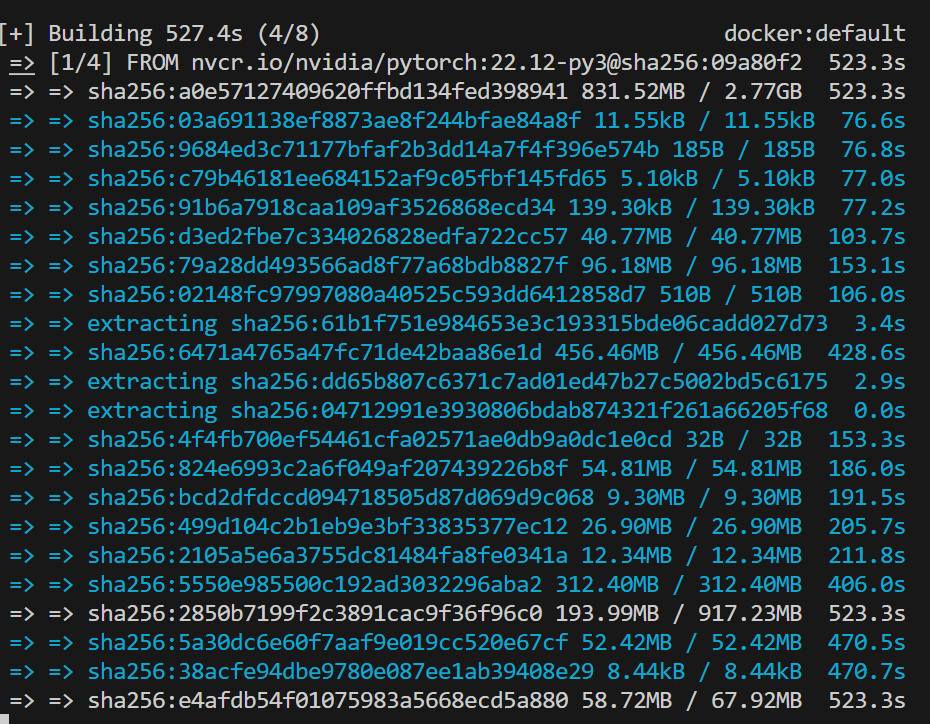 [+] Building 527.4s (4/8) docker:default
=> [1/4] FROM nvcr.io/nvidia/pytorch:22.12-py3@sha256:09a80f2 523.3s
=> => sha256:a0e57127409620ffbd134fed398941 831.52MB / 2.77GB 523.3s
=> => sha256:03a691138ef8873ae8f244bfae84a8f 11.55kB / 11.55kB 76.6s
=> => sha256:9684ed3c71177bfaf2b3dd14a7f4f396e574b 185B / 185B 76.8s
=> => sha256:c79b46181ee684152af9c05fbf145fd65 5.10kB / 5.10kB 77.0s
=> => sha256:91b6a7918caa109af3526868ecd34 139.30kB / 139.30kB 77.2s
=> => sha256:d3ed2fbe7c334026828edfa722cc57 40.77MB / 40.77MB 103.7s
=> => sha256:79a28dd493566ad8f77a68bdb8827f 96.18MB / 96.18MB 153.1s
=> => sha256:02148fc97997080a40525c593dd6412858d7 510B / 510B 106.0s
=> => extracting sha256:61b1f751e984653e3c193315bde06cadd027d73 3.4s
=> => sha256:6471a4765a47fc71de42baa86e1d 456.46MB / 456.46MB 428.6s
=> => extracting sha256:dd65b807c6371c7ad01ed47b27c5002bd5c6175 2.9s
=> => extracting sha256:04712991e3930806bdab874321f261a66205f68 0.0s
=> => sha256:4f4fb700ef54461cfa02571ae0db9a0dc1e0cd 32B / 32B 153.3s
=> => sha256:824e6993c2a6f049af207439226b8f 54.81MB / 54.81MB 186.0s
=> => sha256:bcd2dfdccd094718505d87d069d9c068 9.30MB / 9.30MB 191.5s
=> => sha256:499d104c2b1eb9e3bf33835377ec12 26.90MB / 26.90MB 205.7s
=> => sha256:2105a5e6a3755dc81484fa8fe0341a 12.34MB / 12.34MB 211.8s
=> => sha256:5550e985500c192ad3032296aba2 312.40MB / 312.40MB 406.0s
=> => sha256:2850b7199f2c3891cac9f36f96c0 193.99MB / 917.23MB 523.3s
=> => sha256:5a30dc6e60f7aaf9e019cc520e67cf 52.42MB / 52.42MB 470.5s
=> => sha256:38acfe94dbe9780e087ee1ab39408e29 8.44kB / 8.44kB 470.7s
=> => sha256:e4afdb54f01075983a5668ecd5a880 58.72MB / 67.92MB 523.3s